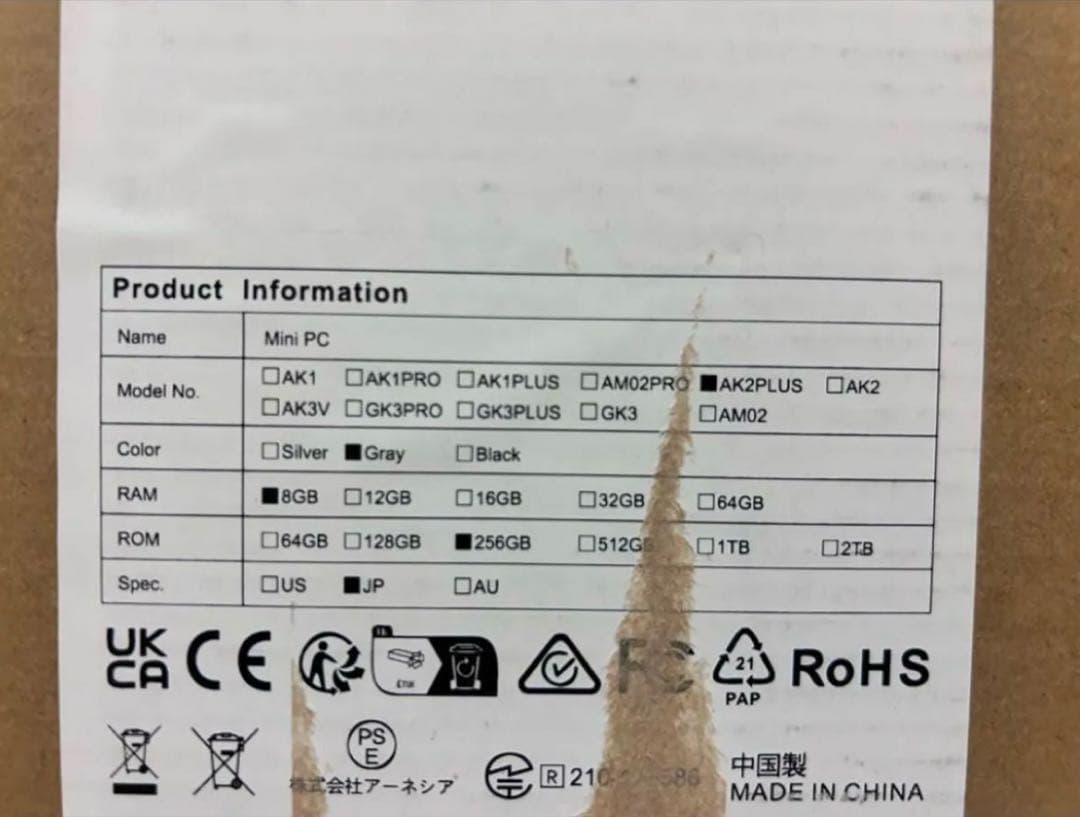 Product Information
Name Mini PC
Model No. □AK1 □AK1PRO □AK1PLUS □AM02PRO ■AK2PLUS □AK2
□AK3V □GK3PRO □GK3PLUS □GK3 □AM02
Color □Silver ■Gray □Black
RAM ■8GB □12GB □16GB □32GB □64GB
ROM □64GB □128GB ■256GB □512G □1TB □2TB
Spec. □US ■JP □AU
UK CA CE FC 21 PAP RoHS
PS E
株式会社アーネシア R 210
中国製
MADE IN CHINA